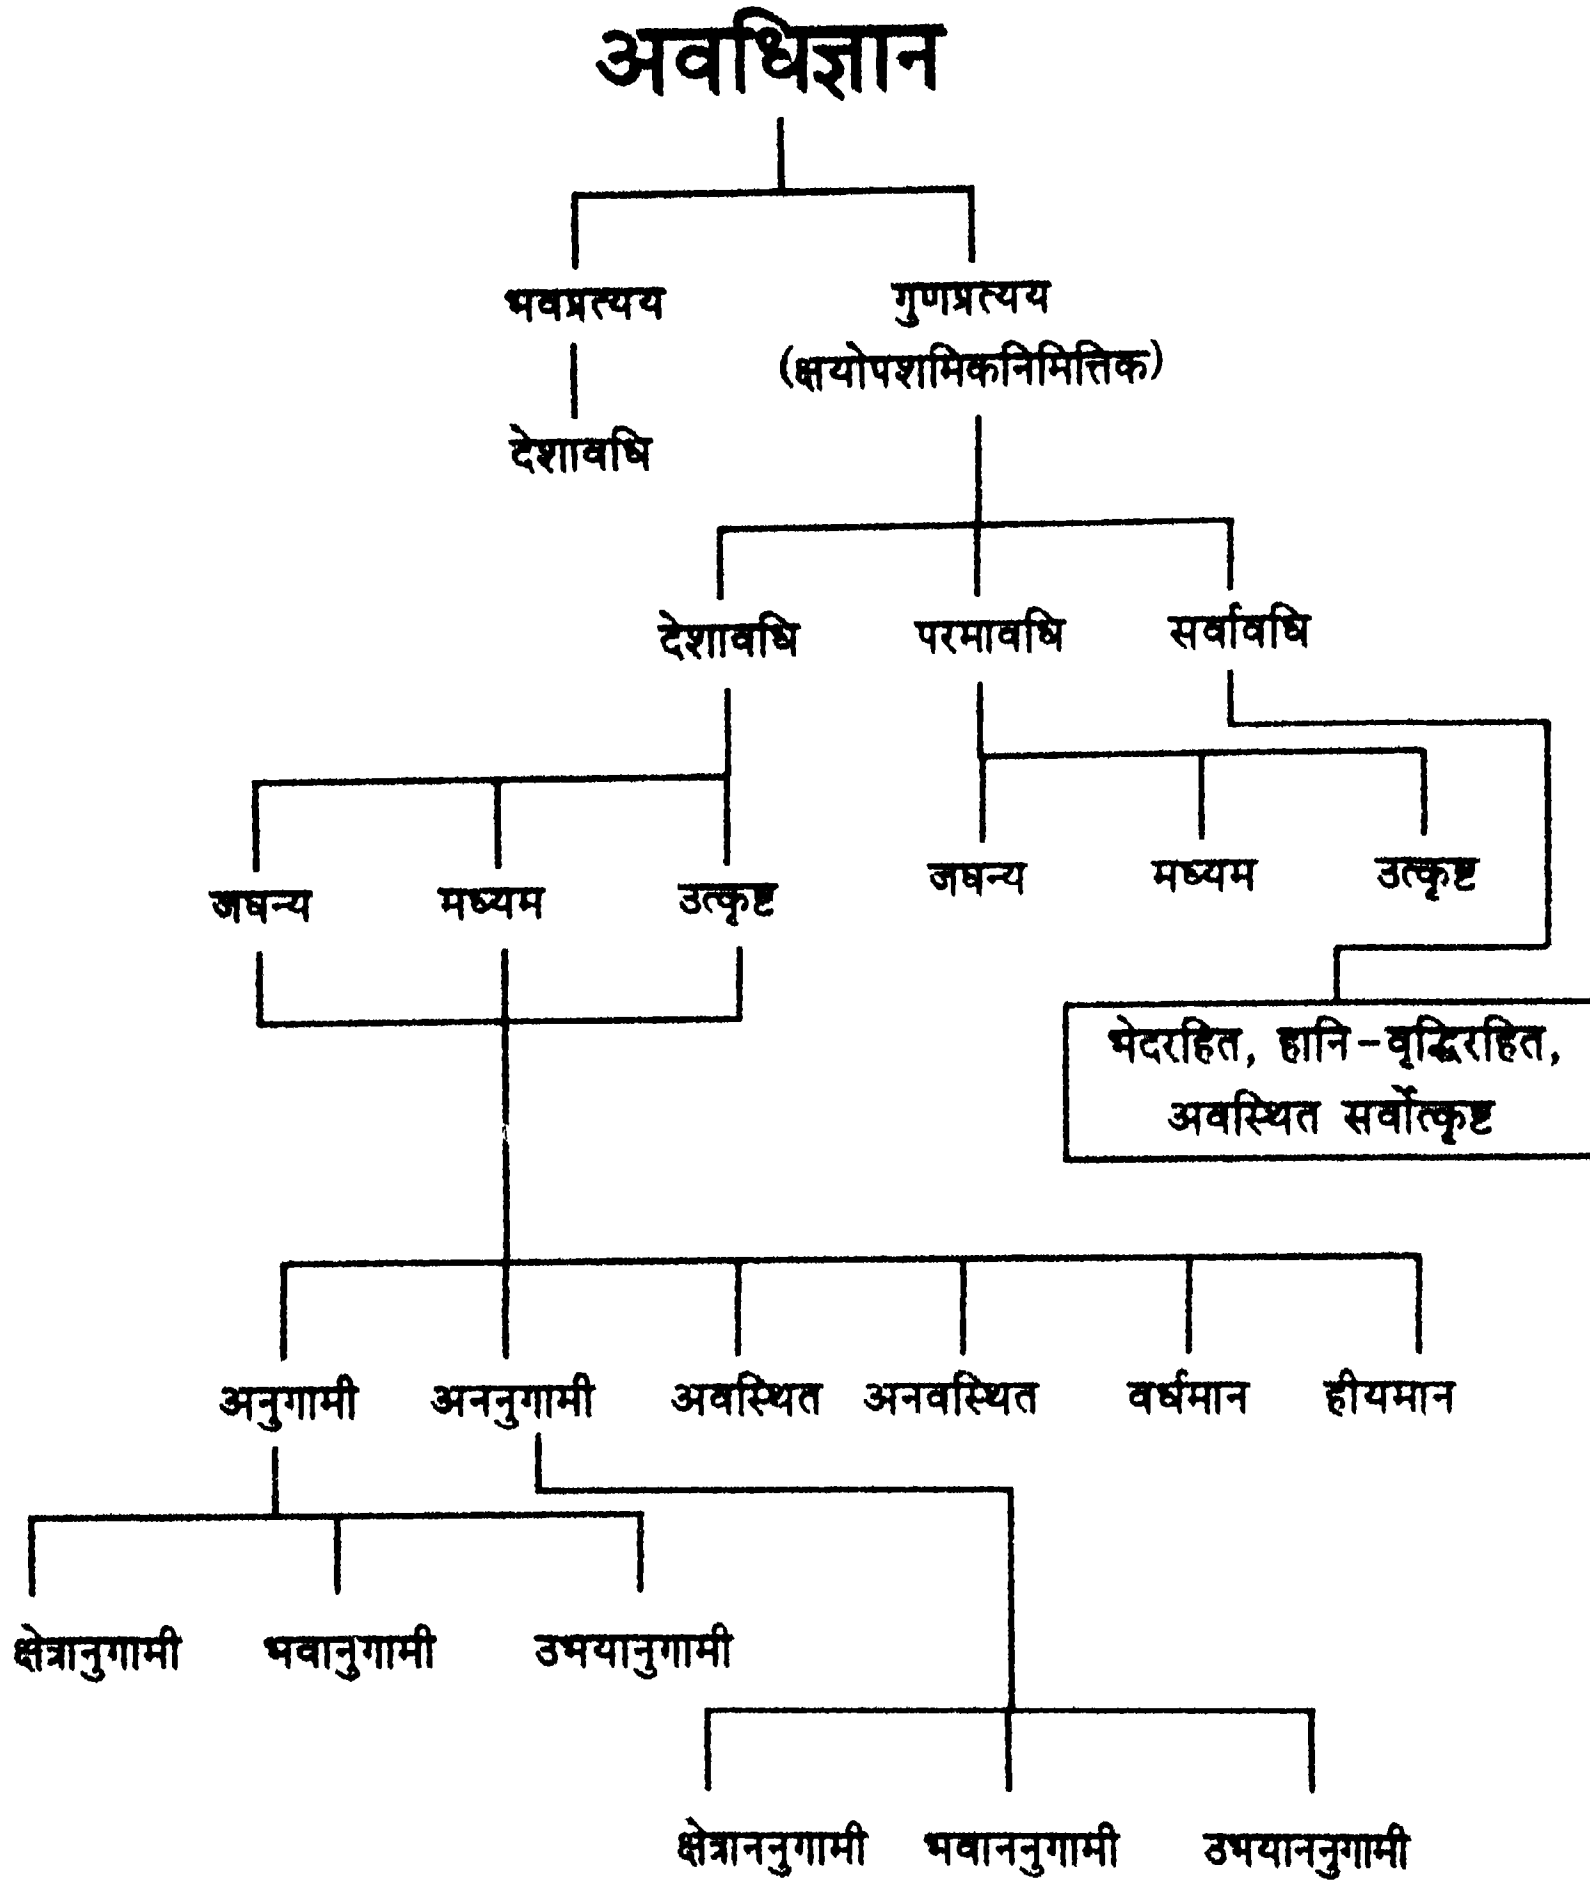 अवधिज्ञान
भवप्रत्यय गुणप्रत्यय
(क्षयोपशमिकनिमित्तिक)
देशावधि
देशावधि परमावधि सर्वावधि
जघन्य मध्यम उत्कृष्ट
जघन्य मध्यम उत्कृष्ट
भेदरहित, हानि-वृद्धिरहित,
अवस्थित सर्वोत्कृष्ट
अनुगामी अननुगामी अवस्थित अनवस्थित वर्धमान हीयमान
क्षेत्रानुगामी भवानुगामी उभयानुगामी
क्षेत्राननुगामी भवाननुगामी उभयाननुगामी